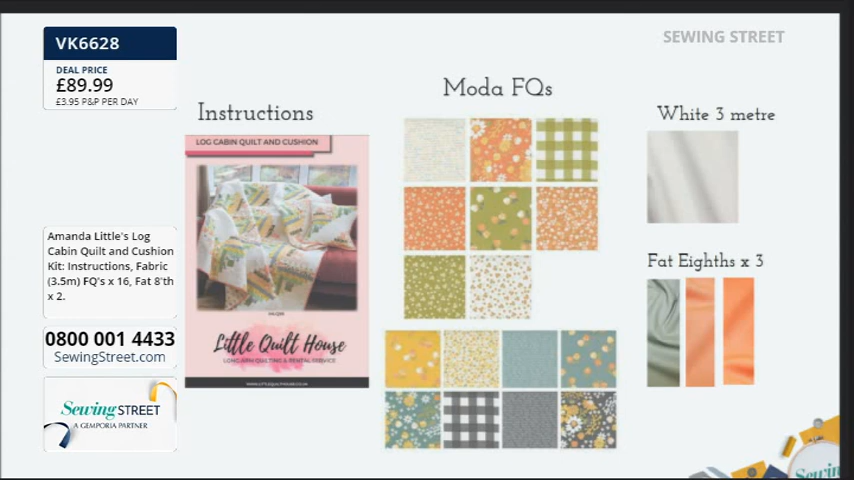 VK6628
DEAL PRICE
£89.99
£3.95 P&P PER DAY
SEWING STREET
Instructions
Moda FQs
White 3 metre
LOG CABIN QUILT AND CUSHION
Little Quilt House
LONG ARM QUILTING & RENTAL SERVICE
Fat Eighths x 3
Amanda Little's Log
Cabin Quilt and Cushion
Kit: Instructions, Fabric
(3.5m) FQ's x 16, Fat 8'th
x 2.
0800 001 4433
SewingStreet.com
Sewing STREET
A GEMPORIA PARTNER
Sewin